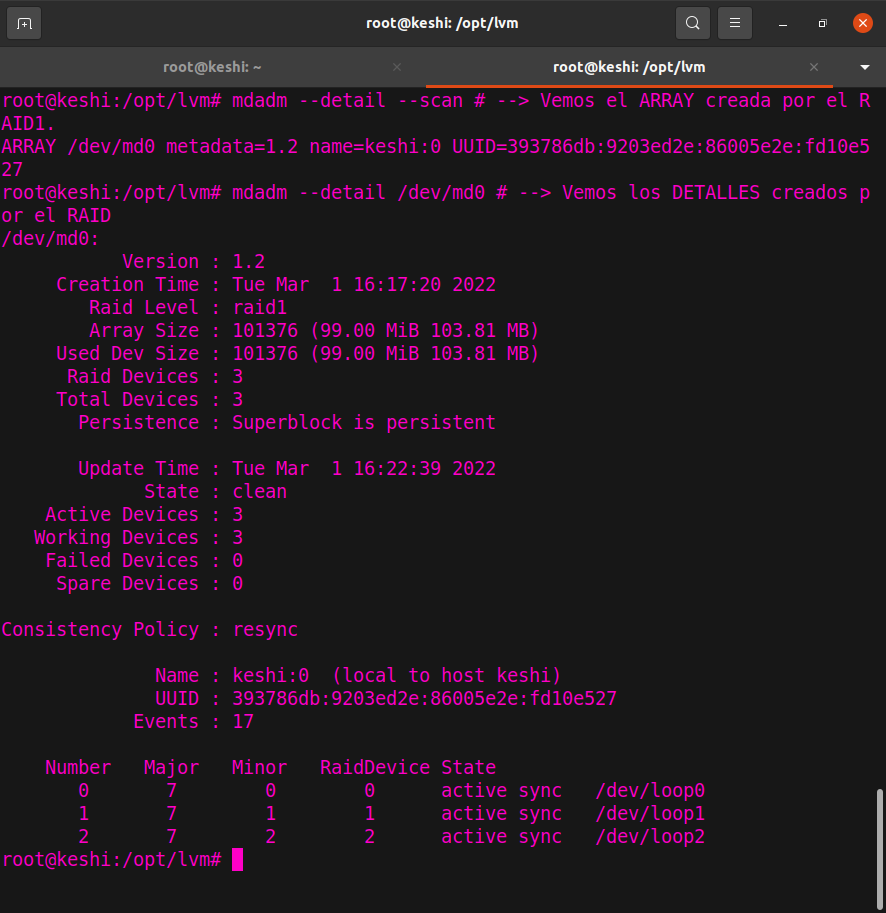 root@keshi: /opt/lvm
root@keshi: ~
root@keshi: /opt/lvm
root@keshi:/opt/lvm# mdadm --detail --scan # --> Vemos el ARRAY creada por el R
AID1.
ARRAY /dev/md0 metadata=1.2 name=keshi:0 UUID=393786db:9203ed2e:86005e2e:fd10e5
27
root@keshi:/opt/lvm# mdadm --detail /dev/md0 # --> Vemos los DETALLES creados p
or el RAID
/dev/md0:
Version : 1.2
Creation Time : Tue Mar  1 16:17:20 2022
Raid Level : raid1
Array Size : 101376 (99.00 MiB 103.81 MB)
Used Dev Size : 101376 (99.00 MiB 103.81 MB)
Raid Devices : 3
Total Devices : 3
Persistence : Superblock is persistent
Update Time : Tue Mar  1 16:22:39 2022
State : clean
Active Devices : 3
Working Devices : 3
Failed Devices : 0
Spare Devices : 0
Consistency Policy : resync
Name : keshi:0  (local to host keshi)
UUID : 393786db:9203ed2e:86005e2e:fd10e527
Events : 17
Number   Major   Minor   RaidDevice State
0       7        0        0      active sync   /dev/loop0
1       7        1        1      active sync   /dev/loop1
2       7        2        2      active sync   /dev/loop2
root@keshi:/opt/lvm#